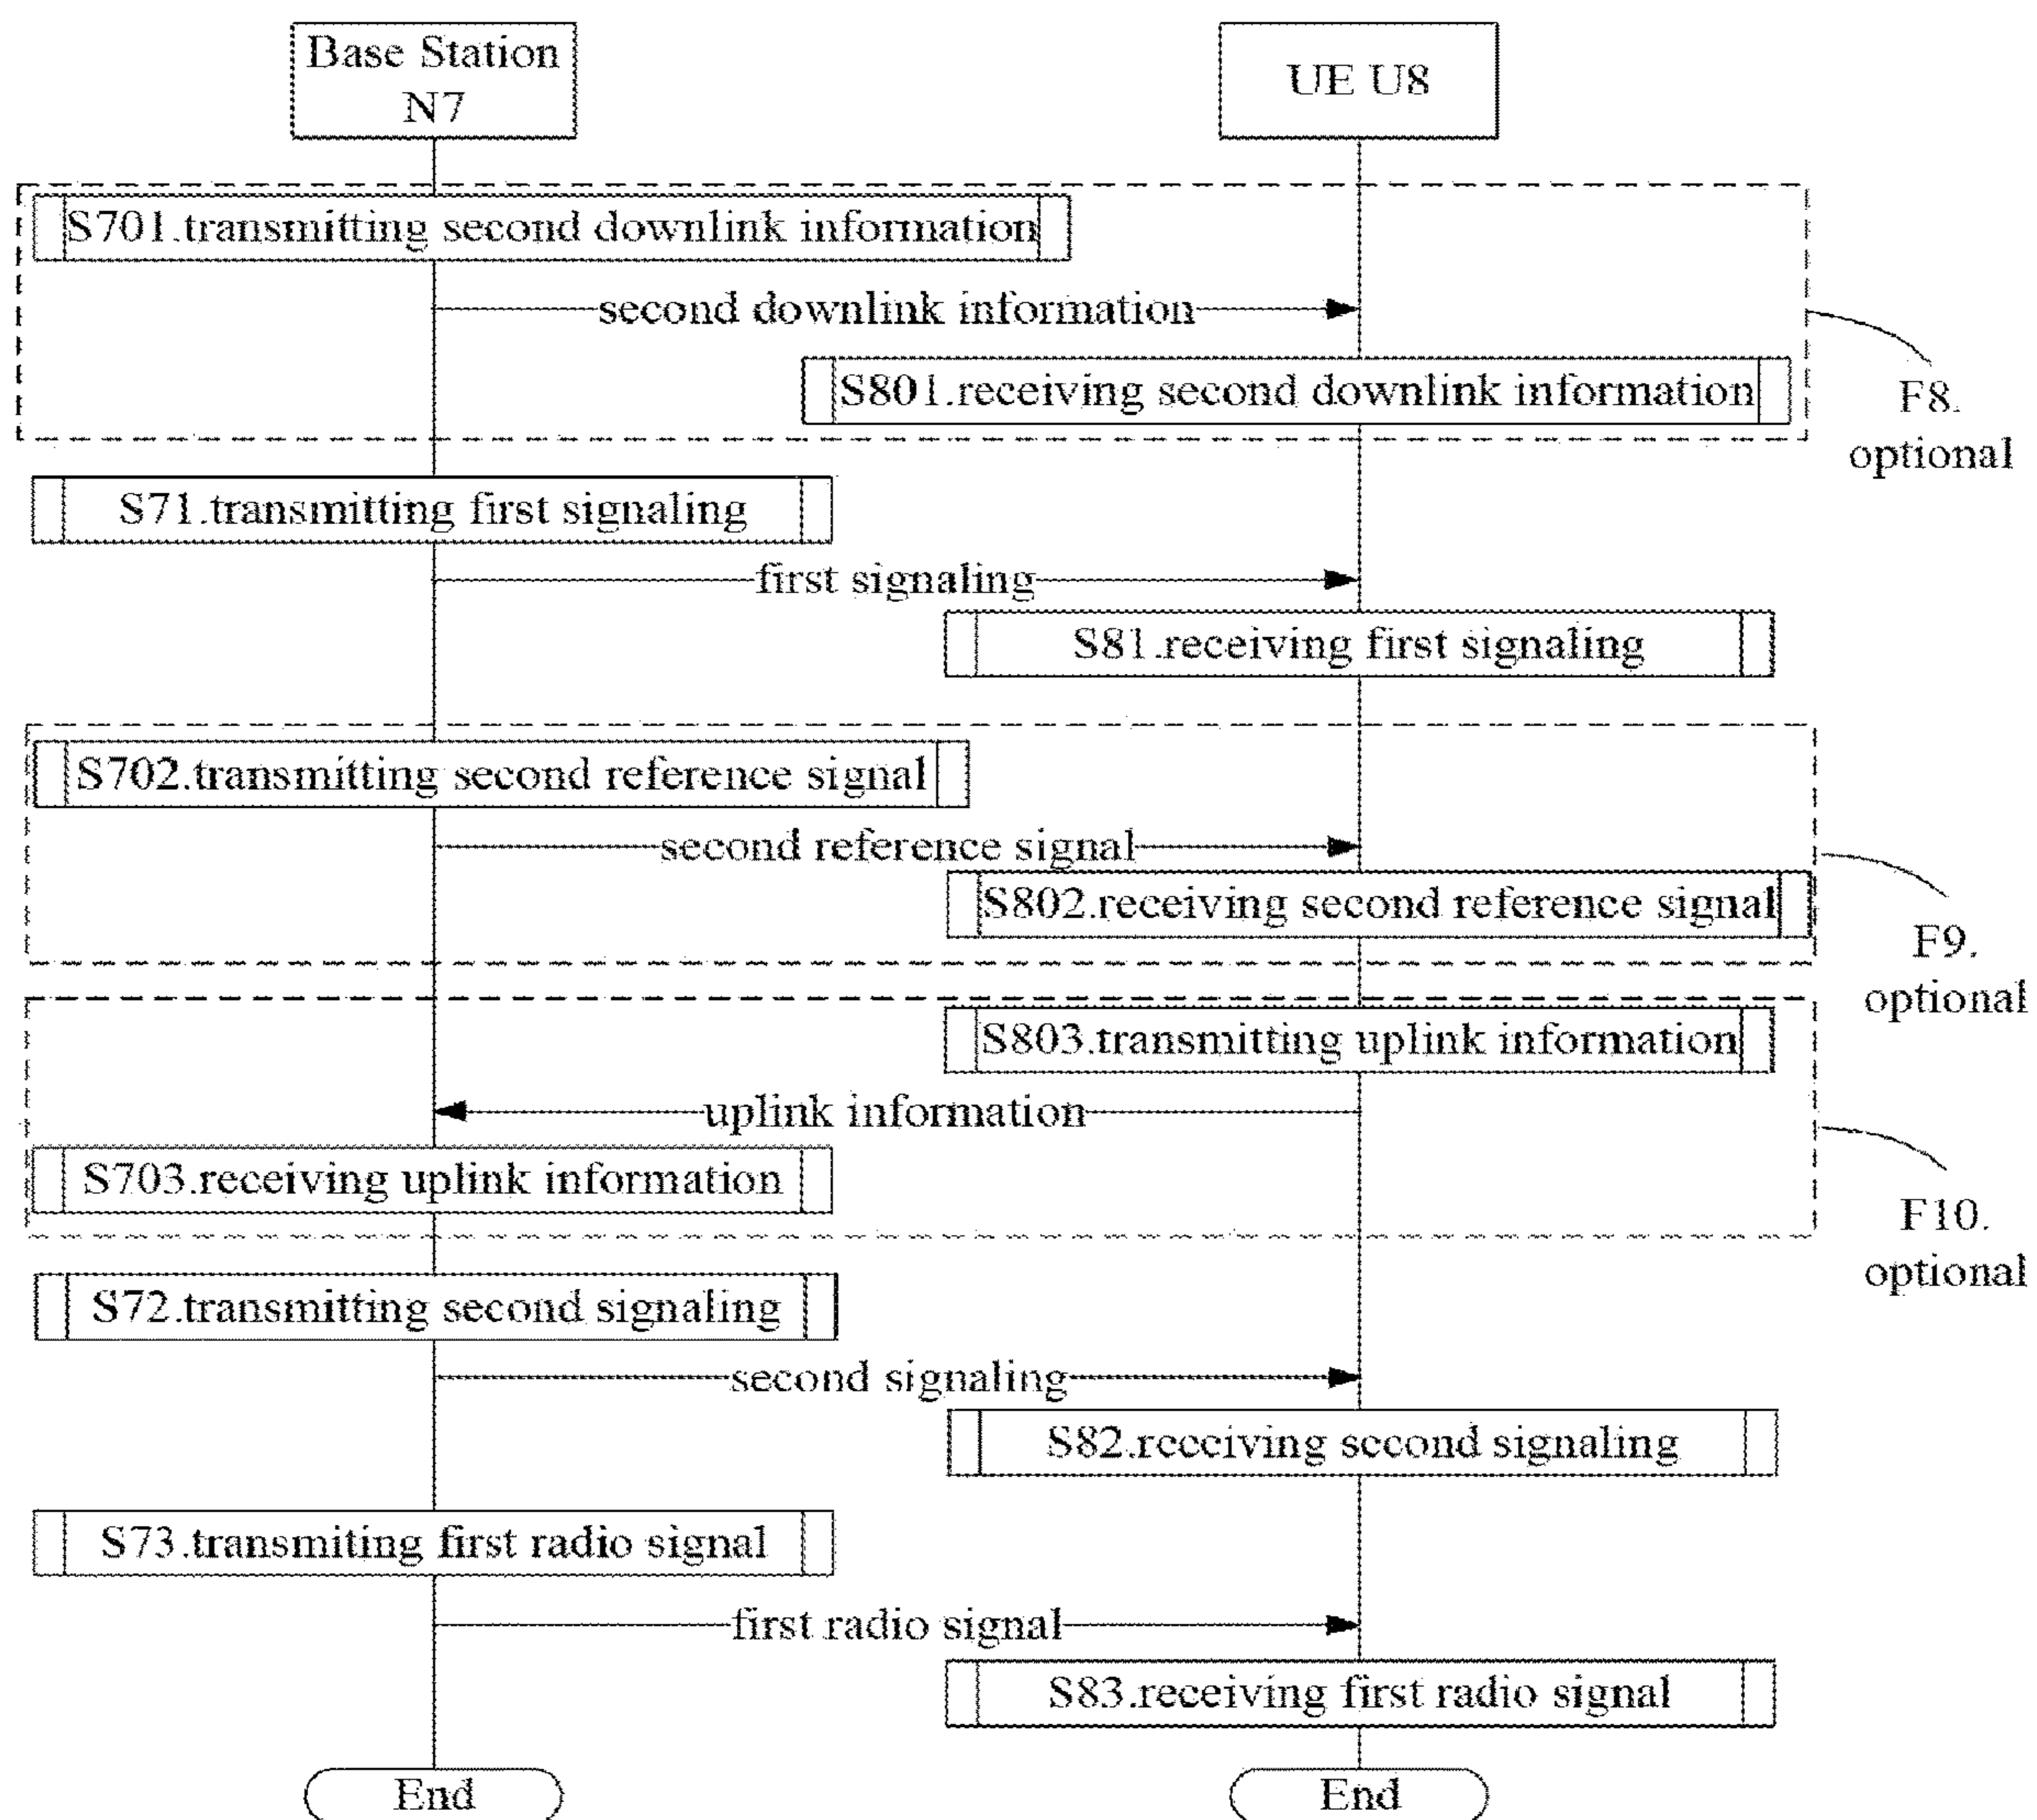 Base Station
N7
UE U8
S701.transmitting second downlink information
second downlink information
S801.receiving second downlink information
F8.
optional
S71.transmitting first signaling
first signaling
S81.receiving first signaling
S702.transmitting second reference signal
second reference signal
S802.receiving second reference signal
F9.
optional
S803.transmitting uplink information
uplink information
S703.receiving uplink information
F10.
optional
S72.transmitting second signaling
second signaling
S82.receiving second signaling
S73.transmiting first radio signal
first radio signal
S83.receiving first radio signal
End
End